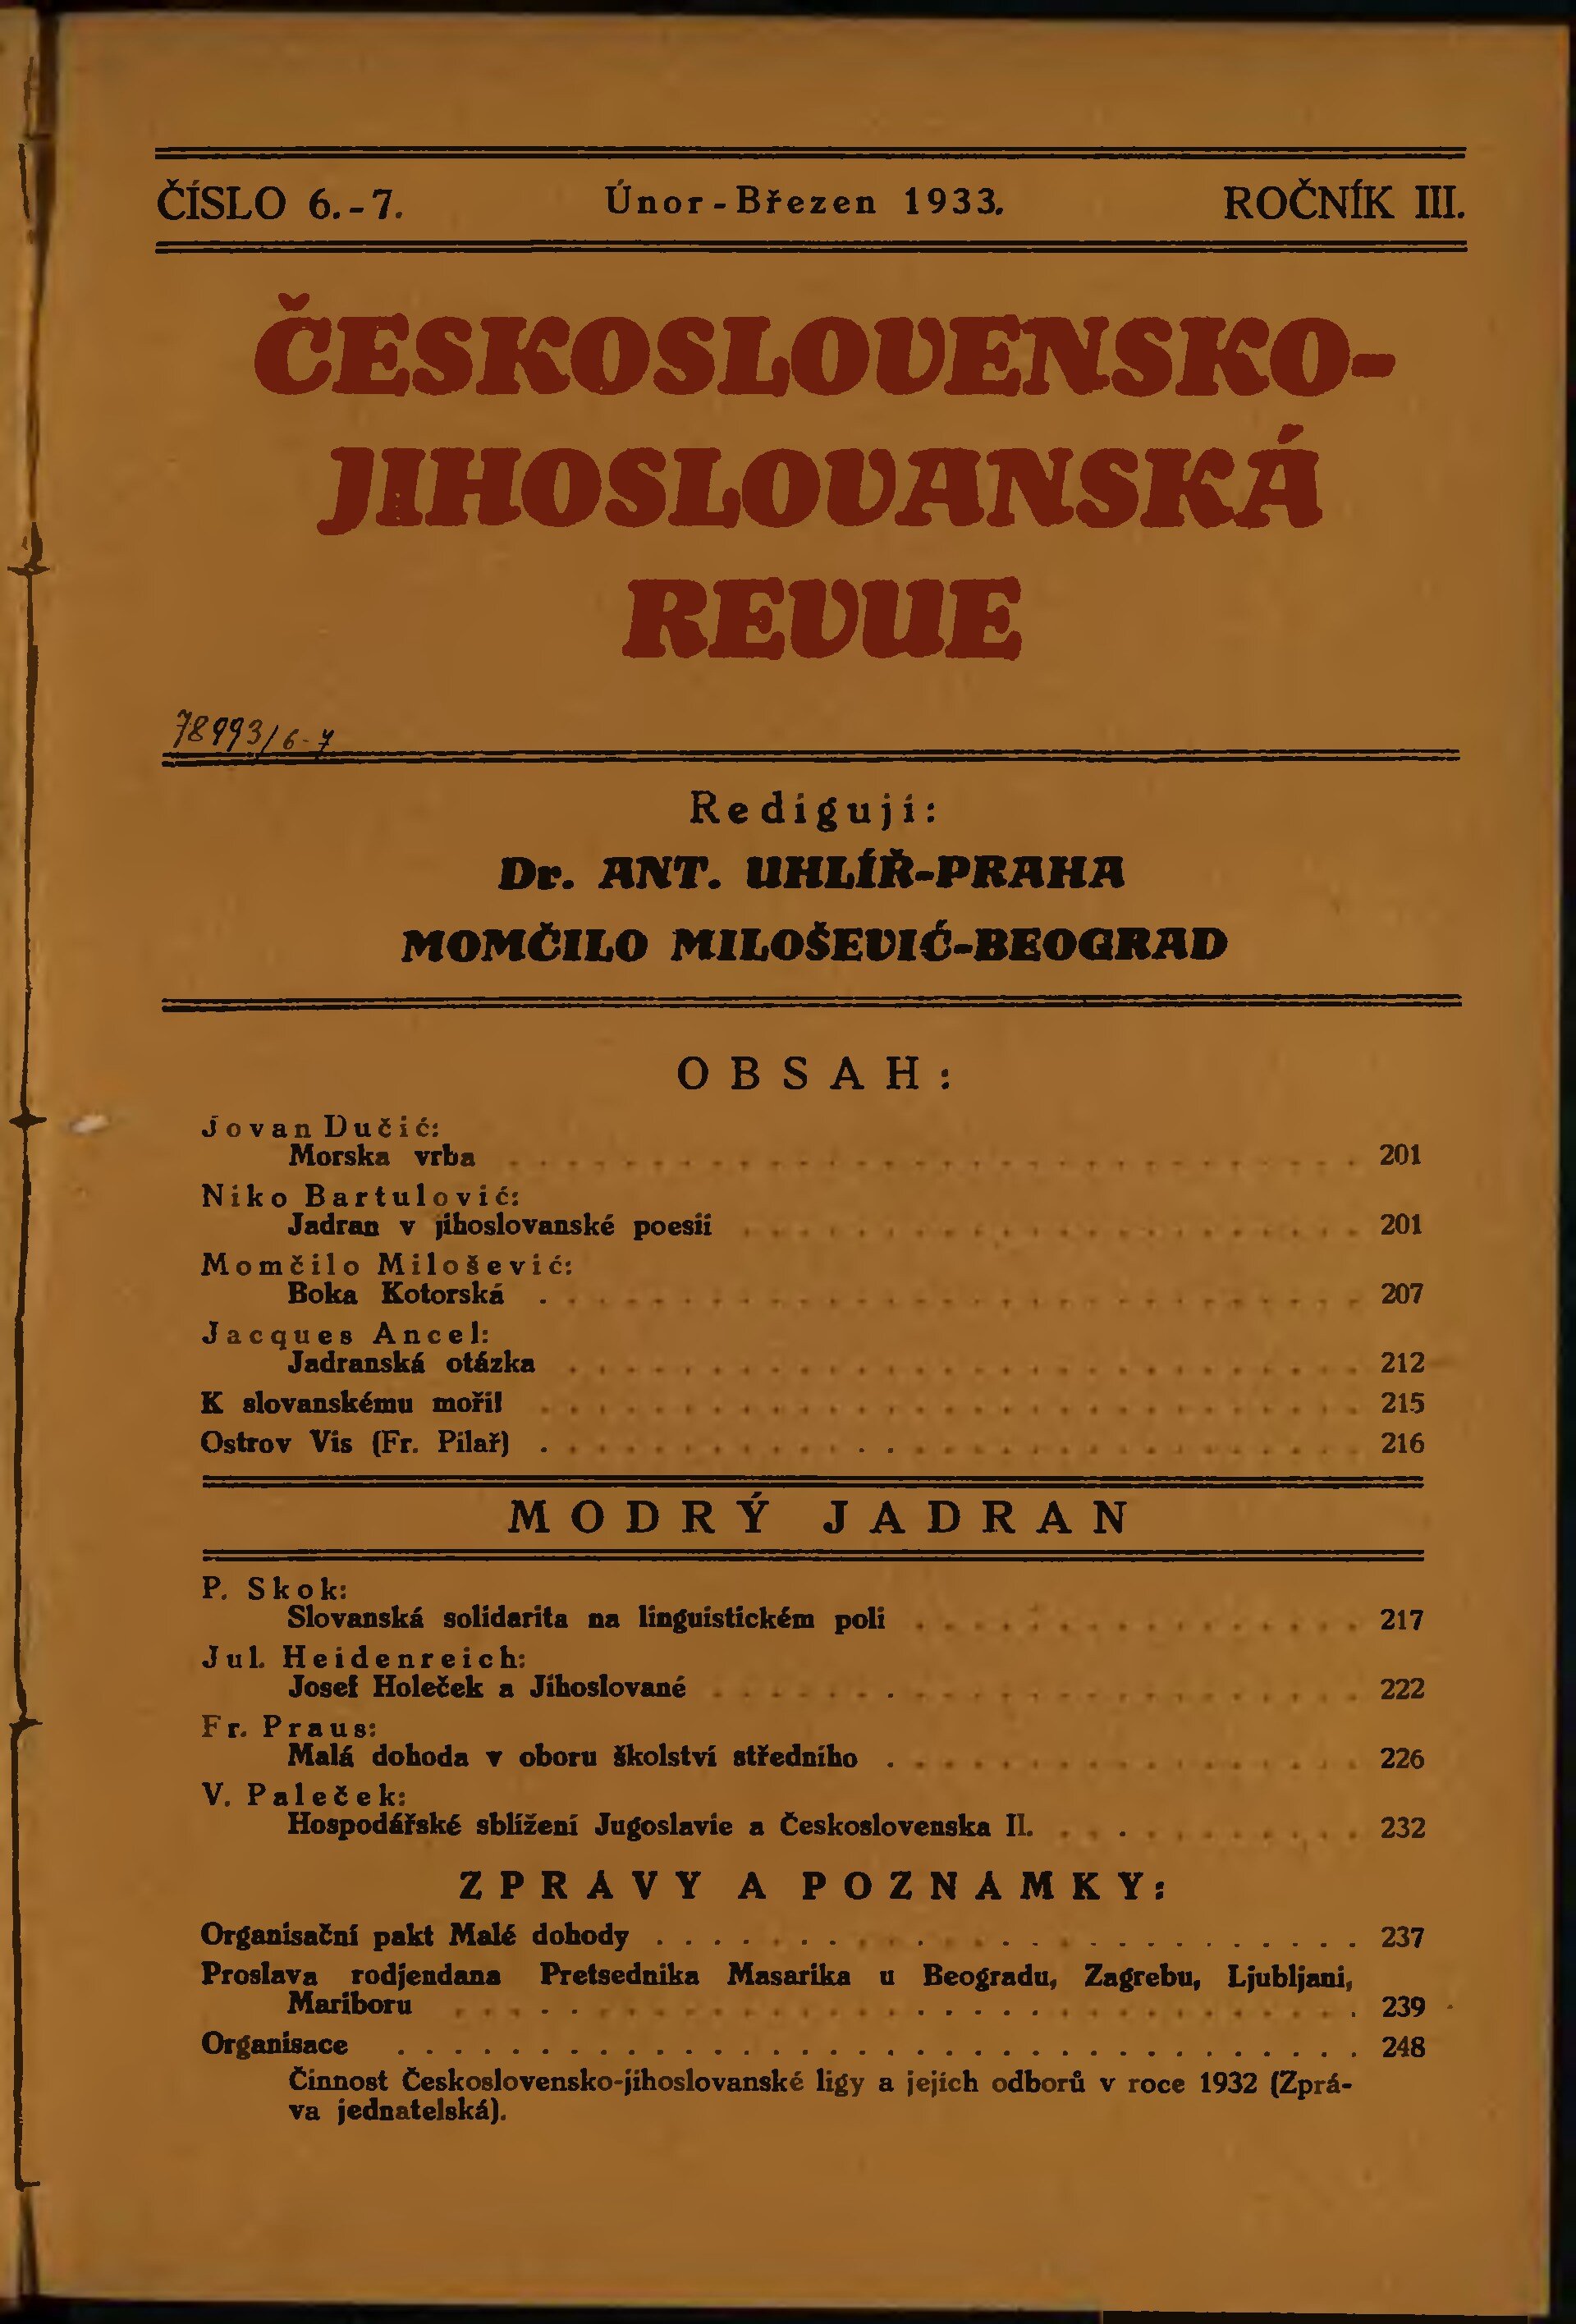 ČÍSLO 6.-7. Únor-Březen 1933. ROČNÍK III.
ČESKOSLOVENSKO-
JIHOSLOVANSKÁ
REVUE
78993/6-7
Redigují:
Dr. ANT. UHLÍŘ-PRAHA
MOMČILO MILOŠEVIĆ-BEOGRAD
OBSAH:
Jovan Dučić:
Morska vrba 201
Niko Bartulović:
Jadran v jihoslovanské poesii 201
Momčilo Milošević:
Boka Kotorská 207
Jacques Ancel:
Jadranská otázka 212
K slovanskému moři! 215
Ostrov Vis (Fr. Pilař) 216
MODRÝ JADRAN
P. Skok:
Slovanská solidarita na linguistickém poli 217
Jul. Heidenreich:
Josef Holeček a Jihoslované 222
Fr. Praus:
Malá dohoda v oboru školství středního 226
V. Paleček:
Hospodářské sblížení Jugoslavie a Československa II. 232
ZPRÁVY A POZNÁMKY:
Organisační pakt Malé dohody 237
Proslava rodjendana Pretsednika Masarika u Beogradu, Zagrebu, Ljubljani,
Mariboru 239
Organisace 248
Činnost Československo-jihoslovanské ligy a jejích odborů v roce 1932 (Zprá-
va jednatelská).